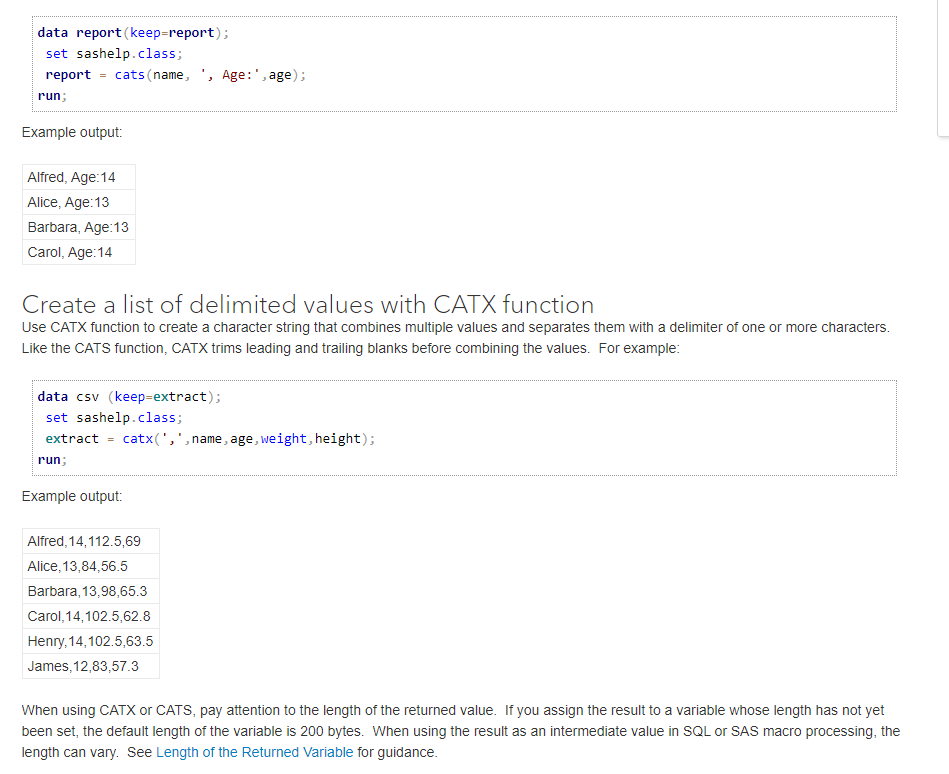 data report(keep=report);
set sashelp.class;
report = cats(name, ', Age:',age);
run;
Example output:
Alfred, Age:14
Alice, Age:13
Barbara, Age:13
Carol, Age:14
Create a list of delimited values with CATX function
Use CATX function to create a character string that combines multiple values and separates them with a delimiter of one or more characters.
Like the CATS function, CATX trims leading and trailing blanks before combining the values.  For example:
data csv (keep=extract);
set sashelp.class;
extract = catx(',',name,age,weight,height);
run;
Example output:
Alfred,14,112.5,69
Alice,13,84,56.5
Barbara,13,98,65.3
Carol,14,102.5,62.8
Henry,14,102.5,63.5
James,12,83,57.3
When using CATX or CATS, pay attention to the length of the returned value.  If you assign the result to a variable whose length has not yet
been set, the default length of the variable is 200 bytes.  When using the result as an intermediate value in SQL or SAS macro processing, the
length can vary.  See Length of the Returned Variable for guidance.